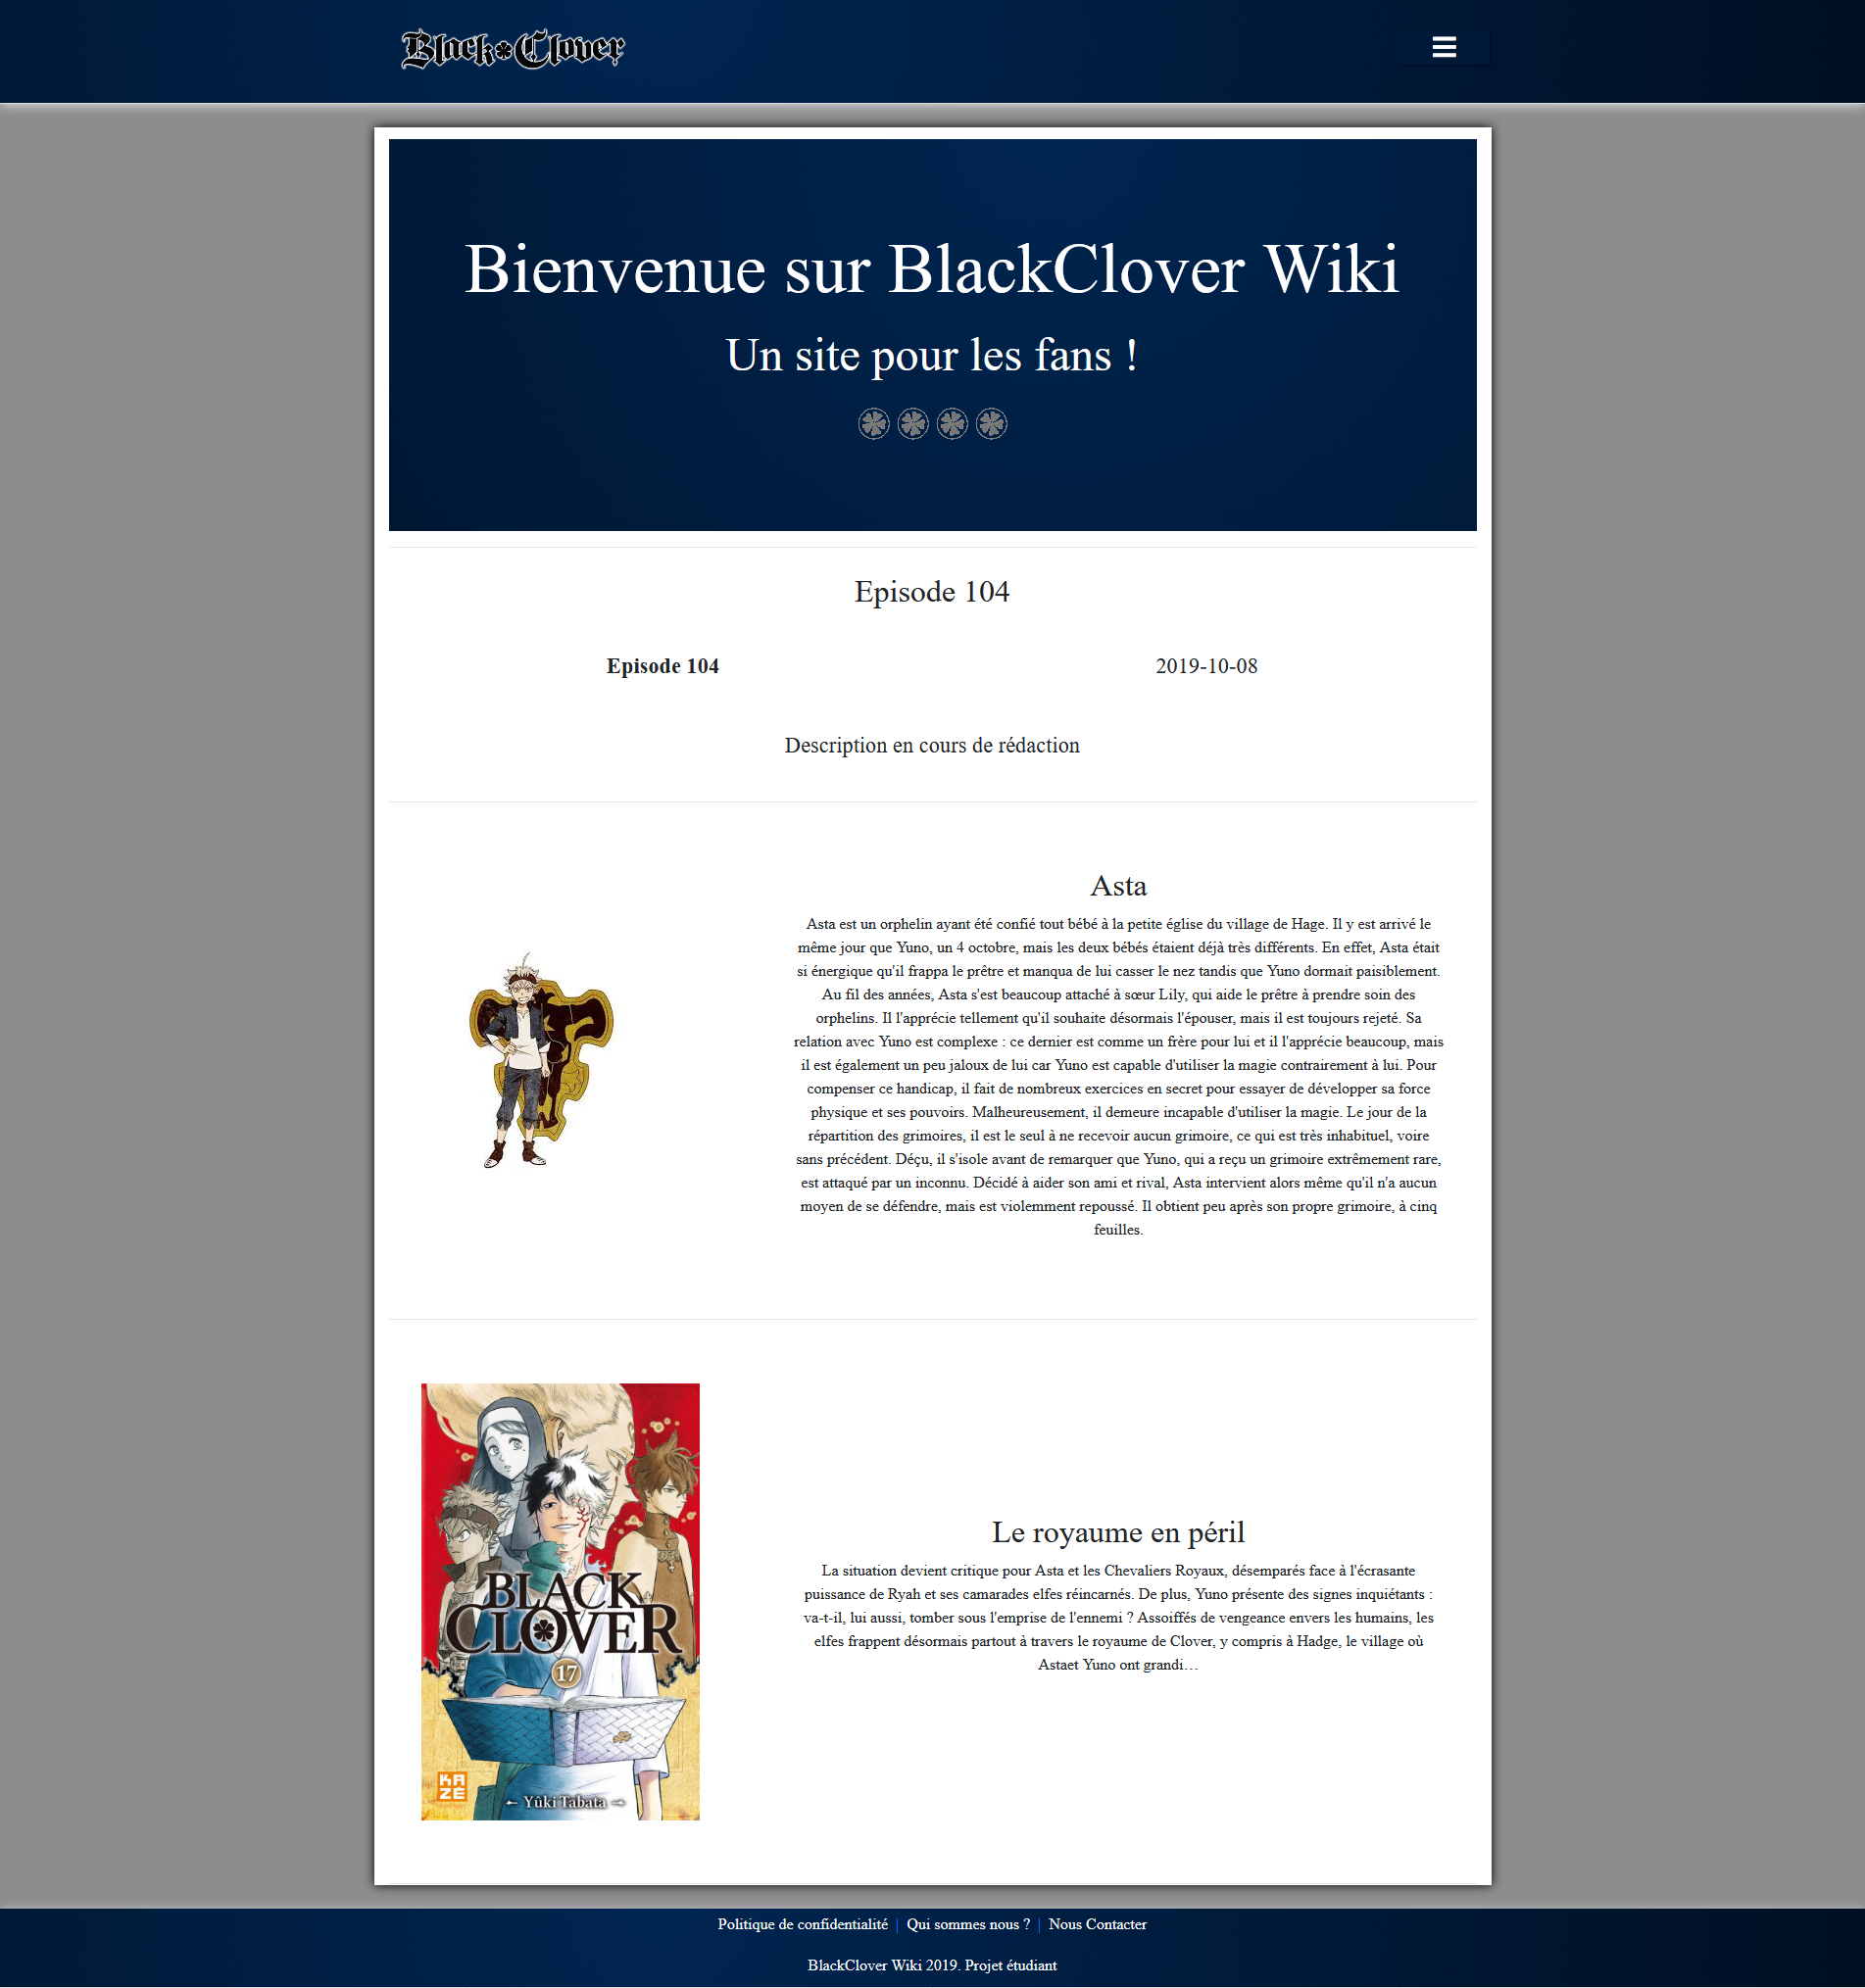 Black Clover
Bienvenue sur BlackClover Wiki
Un site pour les fans !
Episode 104
Episode 104
2019-10-08
Description en cours de rédaction
Asta
Asta est un orphelin ayant été confié tout bébé à la petite église du village de Hage. Il y est arrivé le
même jour que Yuno, un 4 octobre, mais les deux bébés étaient déjà très différents. En effet, Asta était
si énergique qu'il frappa le prêtre et manqua de lui casser le nez tandis que Yuno dormait paisiblement.
Au fil des années, Asta s'est beaucoup attaché à sœur Lily, qui aide le prêtre à prendre soin des
orphelins. Il l'apprécie tellement qu'il souhaite désormais l'épouser, mais il est toujours rejeté. Sa
relation avec Yuno est complexe : ce dernier est comme un frère pour lui et il l'apprécie beaucoup, mais
il est également un peu jaloux de lui car Yuno est capable d'utiliser la magie contrairement à lui. Pour
compenser ce handicap, il fait de nombreux exercices en secret pour essayer de développer sa force
physique et ses pouvoirs. Malheureusement, il demeure incapable d'utiliser la magie. Le jour de la
répartition des grimoires, il est le seul à ne recevoir aucun grimoire, ce qui est très inhabituel, voire
sans précédent. Déçu, il s'isole avant de remarquer que Yuno, qui a reçu un grimoire extrêmement rare,
est attaqué par un inconnu. Décidé à aider son ami et rival, Asta intervient alors même qu'il n'a aucun
moyen de se défendre, mais est violemment repoussé. Il obtient peu après son propre grimoire, à cinq
feuilles.
BLACK
CLOVER
17
KAZÉ
Yûki Tabata
Le royaume en péril
La situation devient critique pour Asta et les Chevaliers Royaux, désemparés face à l'écrasante
puissance de Ryah et ses camarades elfes réincarnés. De plus, Yuno présente des signes inquiétants :
va-t-il, lui aussi, tomber sous l'emprise de l'ennemi ? Assoiffés de vengeance envers les humains, les
elfes frappent désormais partout à travers le royaume de Clover, y compris à Hadge, le village où
Astaet Yuno ont grandi…
Politique de confidentialité | Qui sommes nous ? | Nous Contacter
BlackClover Wiki 2019. Projet étudiant